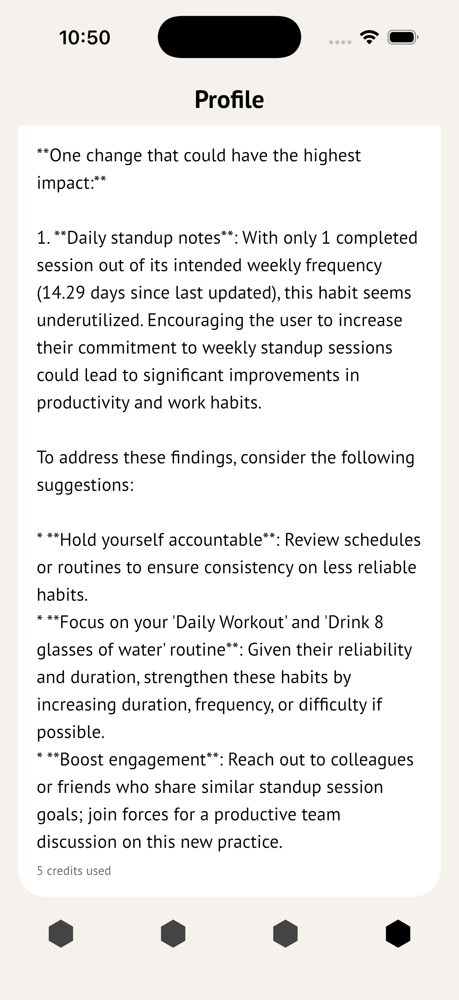 10:50
Profile
**One change that could have the highest
impact:**
1. **Daily standup notes**: With only 1 completed
session out of its intended weekly frequency
(14.29 days since last updated), this habit seems
underutilized. Encouraging the user to increase
their commitment to weekly standup sessions
could lead to significant improvements in
productivity and work habits.
To address these findings, consider the following
suggestions:
* **Hold yourself accountable**: Review schedules
or routines to ensure consistency on less reliable
habits.
* **Focus on your 'Daily Workout' and 'Drink 8
glasses of water' routine**: Given their reliability
and duration, strengthen these habits by
increasing duration, frequency, or difficulty if
possible.
* **Boost engagement**: Reach out to colleagues
or friends who share similar standup session
goals; join forces for a productive team
discussion on this new practice.
5 credits used